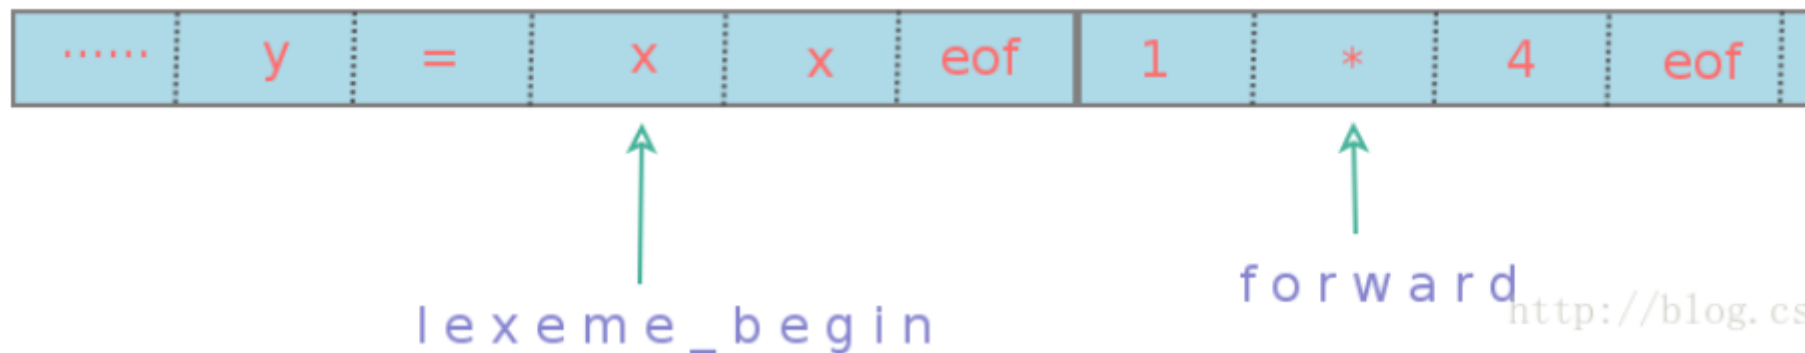 ...... y = x x eof 1 * 4 eof
forward
lexeme_begin
http://blog.cs